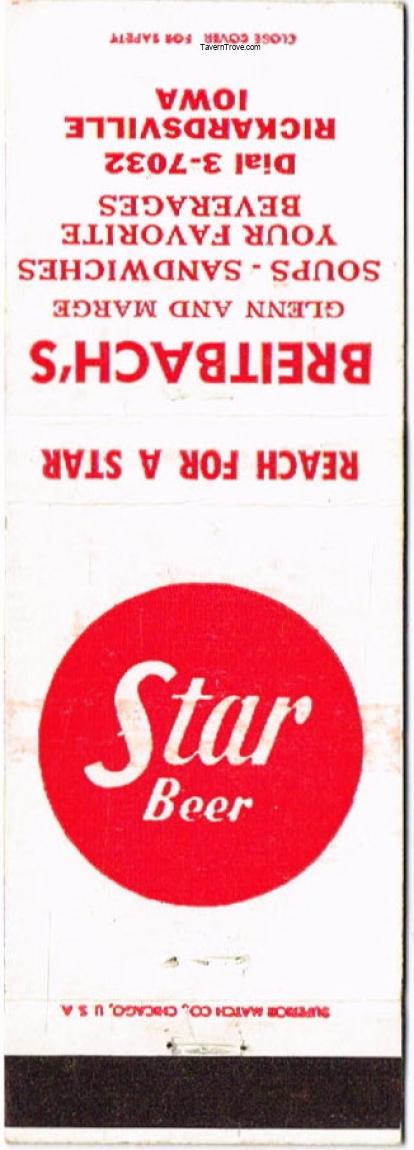 CLOSE COVER FOR SAFETY
TavernTrove.com
BREITBACH'S
GLENN AND MARGE
SOUPS - SANDWICHES
YOUR FAVORITE
BEVERAGES
Dial 3-7032
RICKARDSVILLE
IOWA
REACH FOR A STAR
Star
Beer
SUPERIOR MATCH CO., CHICAGO, U S A